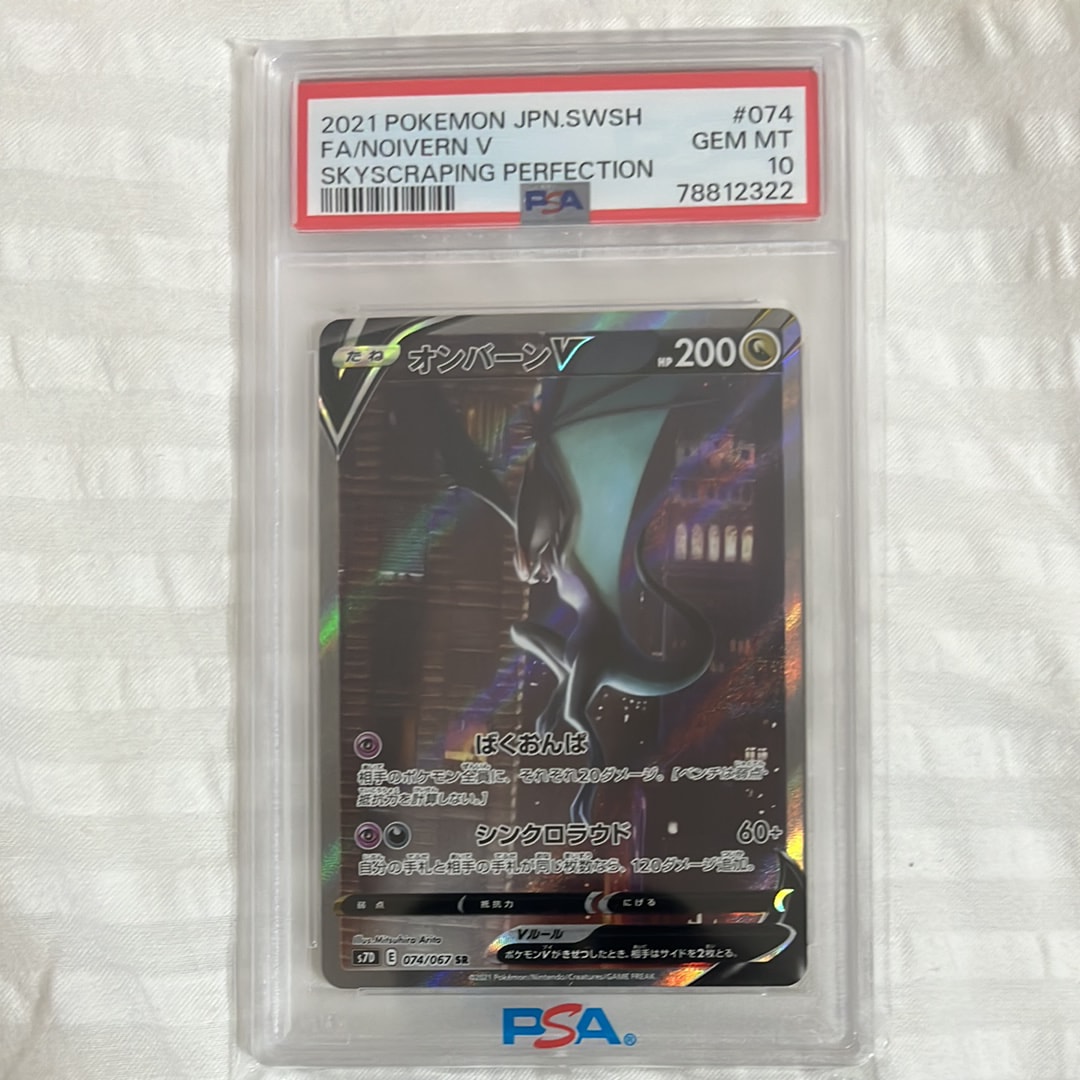 2021 POKEMON JPN.SWSH #074
FA/NOIVERN V GEM MT
SKYSCRAPING PERFECTION 10
PSA 78812322
たね オンバーンV HP 200
ばくおんぱ
相手のポケモン全員に、それぞれ20ダメージ。[ベンチは弱点・
抵抗力を計算しない。]
シンクロラウド 60+
自分の手札と相手の手札が同じ枚数なら、120ダメージ追加。
弱点 抵抗力 にげる
Illus. Mitsuhiro Arita
Vルール
s7D E 074/067 SR ポケモンVがきぜつしたとき、相手はサイドを2枚とる。
©2021 Pokémon/Nintendo/Creatures/GAME FREAK.
PSA®